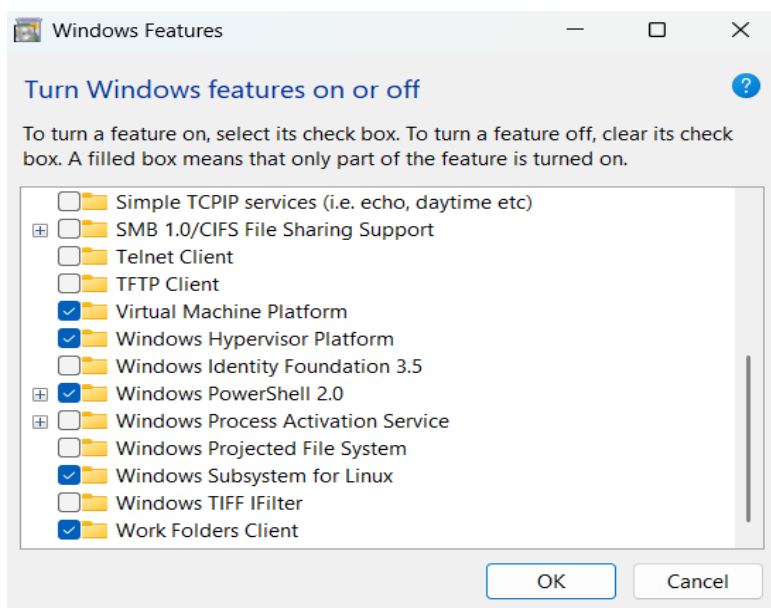 Windows Features
Turn Windows features on or off
?
To turn a feature on, select its check box. To turn a feature off, clear its check
box. A filled box means that only part of the feature is turned on.
Simple TCPIP services (i.e. echo, daytime etc)
SMB 1.0/CIFS File Sharing Support
Telnet Client
TFTP Client
Virtual Machine Platform
Windows Hypervisor Platform
Windows Identity Foundation 3.5
Windows PowerShell 2.0
Windows Process Activation Service
Windows Projected File System
Windows Subsystem for Linux
Windows TIFF IFilter
Work Folders Client
OK Cancel